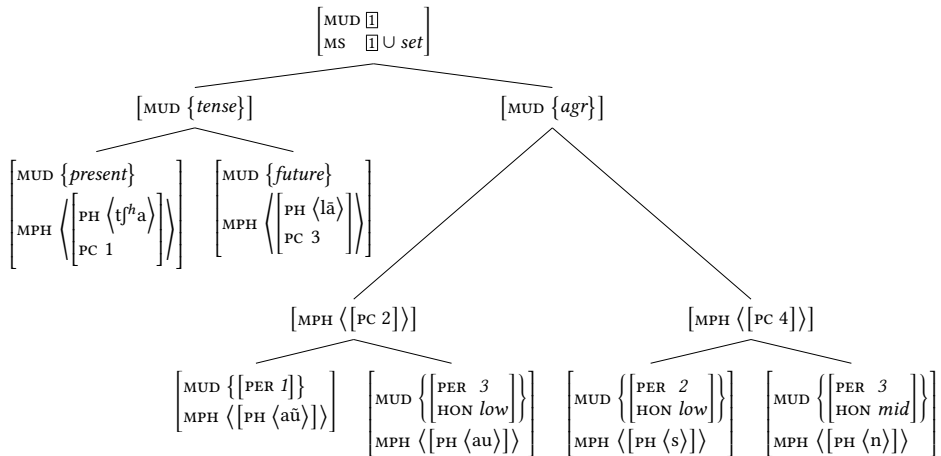 MUD 1
MS 1 ∪ set
[MUD {tense}]
[MUD {agr}]
MUD {present}
MPH ⟨[PH ⟨tʃʰa⟩
PC 1]⟩
MUD {future}
MPH ⟨[PH ⟨lā⟩
PC 3]⟩
[MPH ⟨[PC 2]⟩]
[MPH ⟨[PC 4]⟩]
MUD {[PER 1]}
MPH ⟨[PH ⟨aũ⟩]⟩
MUD {[PER 3
HON low]}
MPH ⟨[PH ⟨au⟩]⟩
MUD {[PER 2
HON low]}
MPH ⟨[PH ⟨s⟩]⟩
MUD {[PER 3
HON mid]}
MPH ⟨[PH ⟨n⟩]⟩